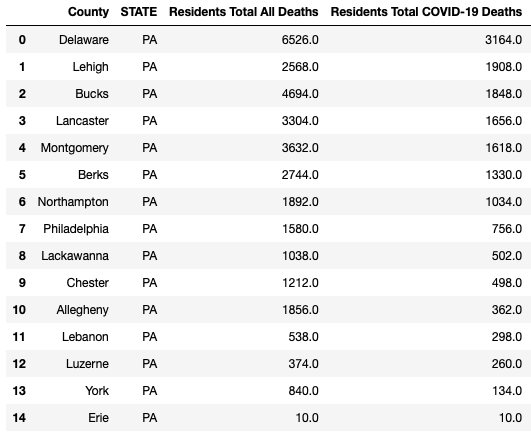 County STATE Residents Total All Deaths Residents Total COVID-19 Deaths
0 Delaware PA 6526.0 3164.0
1 Lehigh PA 2568.0 1908.0
2 Bucks PA 4694.0 1848.0
3 Lancaster PA 3304.0 1656.0
4 Montgomery PA 3632.0 1618.0
5 Berks PA 2744.0 1330.0
6 Northampton PA 1892.0 1034.0
7 Philadelphia PA 1580.0 756.0
8 Lackawanna PA 1038.0 502.0
9 Chester PA 1212.0 498.0
10 Allegheny PA 1856.0 362.0
11 Lebanon PA 538.0 298.0
12 Luzerne PA 374.0 260.0
13 York PA 840.0 134.0
14 Erie PA 10.0 10.0